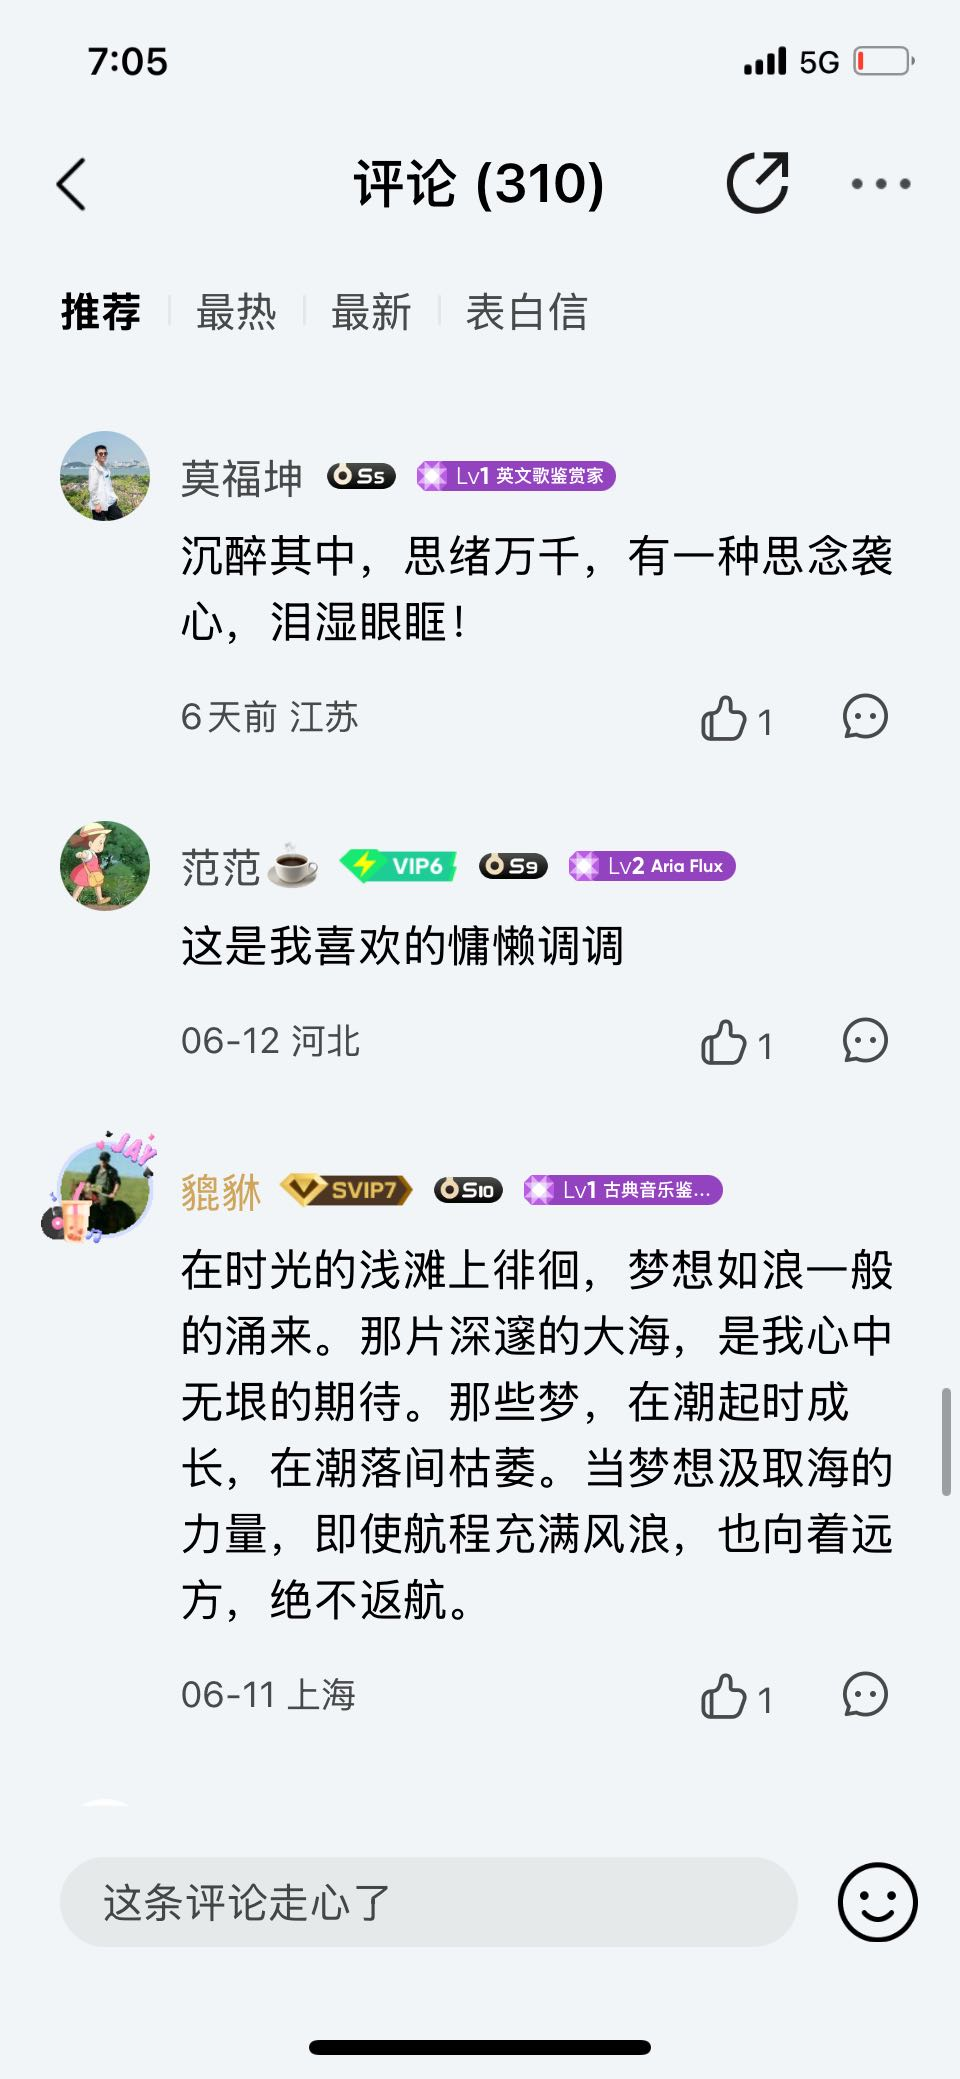 7:05 5G
评论 (310)
推荐 最热 最新 表白信
莫福坤 S5 Lv1 英文歌鉴赏家
沉醉其中，思绪万千，有一种思念袭
心，泪湿眼眶！
6天前 江苏 1
范范 VIP6 S9 Lv2 Aria Flux
这是我喜欢的慵懒调调
06-12 河北 1
JAY
貔貅 SVIP7 S10 Lv1 古典音乐鉴...
在时光的浅滩上徘徊，梦想如浪一般
的涌来。那片深邃的大海，是我心中
无垠的期待。那些梦，在潮起时成
长，在潮落间枯萎。当梦想汲取海的
力量，即使航程充满风浪，也向着远
方，绝不返航。
06-11 上海 1
这条评论走心了